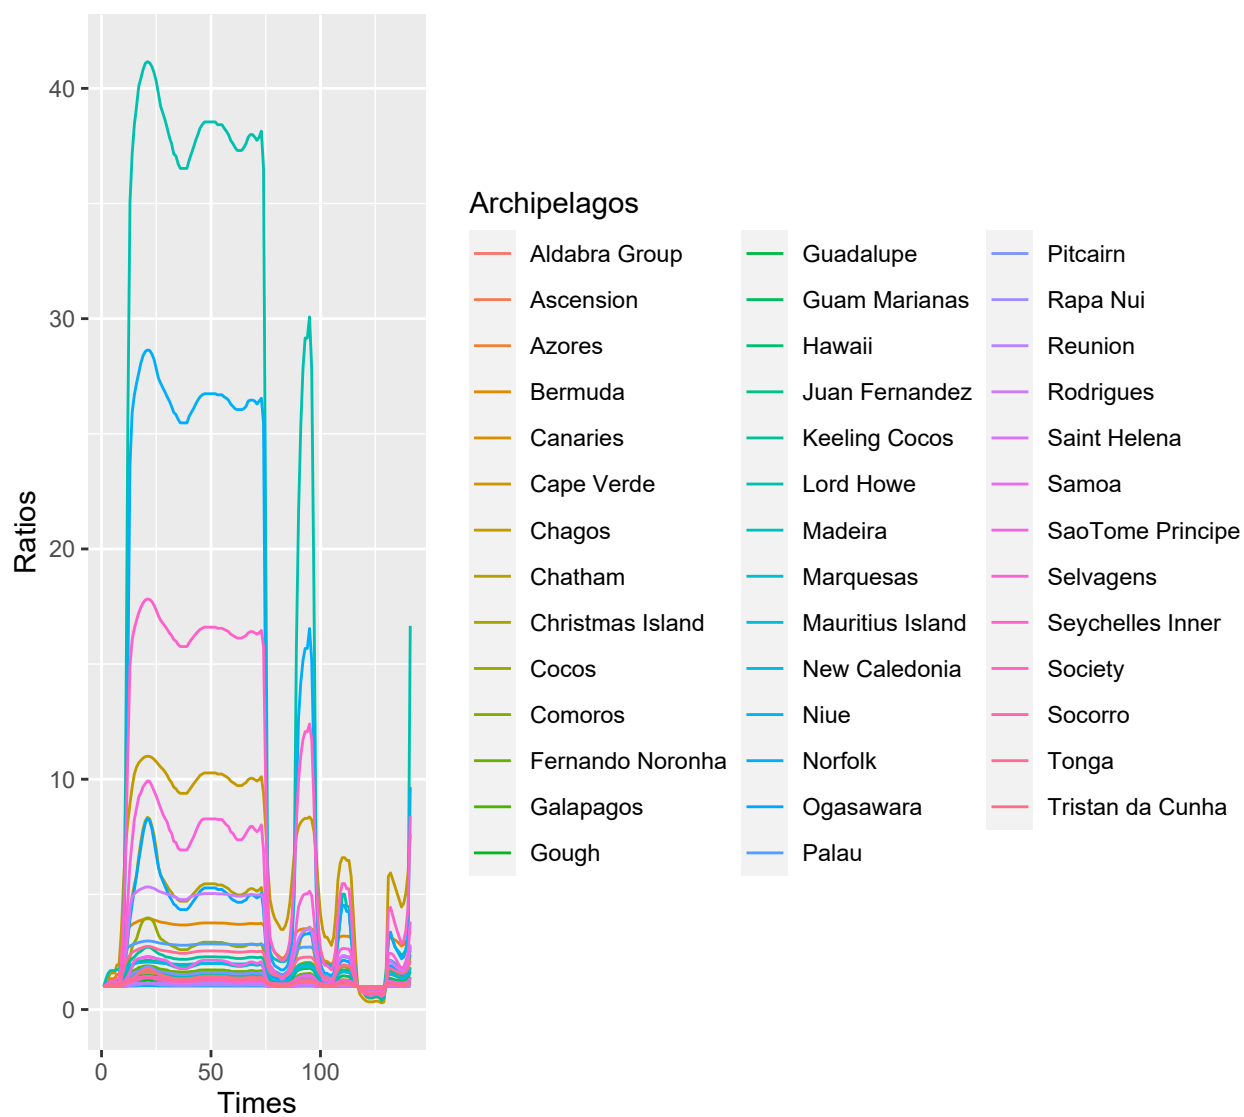 40
30
20
10
0
Ratios
0
50
100
Times
Archipelagos
Aldabra Group
Ascension
Azores
Bermuda
Canaries
Cape Verde
Chagos
Chatham
Christmas Island
Cocos
Comoros
Fernando Noronha
Galapagos
Gough
Guadalupe
Guam Marianas
Hawaii
Juan Fernandez
Keeling Cocos
Lord Howe
Madeira
Marquesas
Mauritius Island
New Caledonia
Niue
Norfolk
Ogasawara
Palau
Pitcairn
Rapa Nui
Reunion
Rodrigues
Saint Helena
Samoa
SaoTome Principe
Selvagens
Seychelles Inner
Society
Socorro
Tonga
Tristan da Cunha